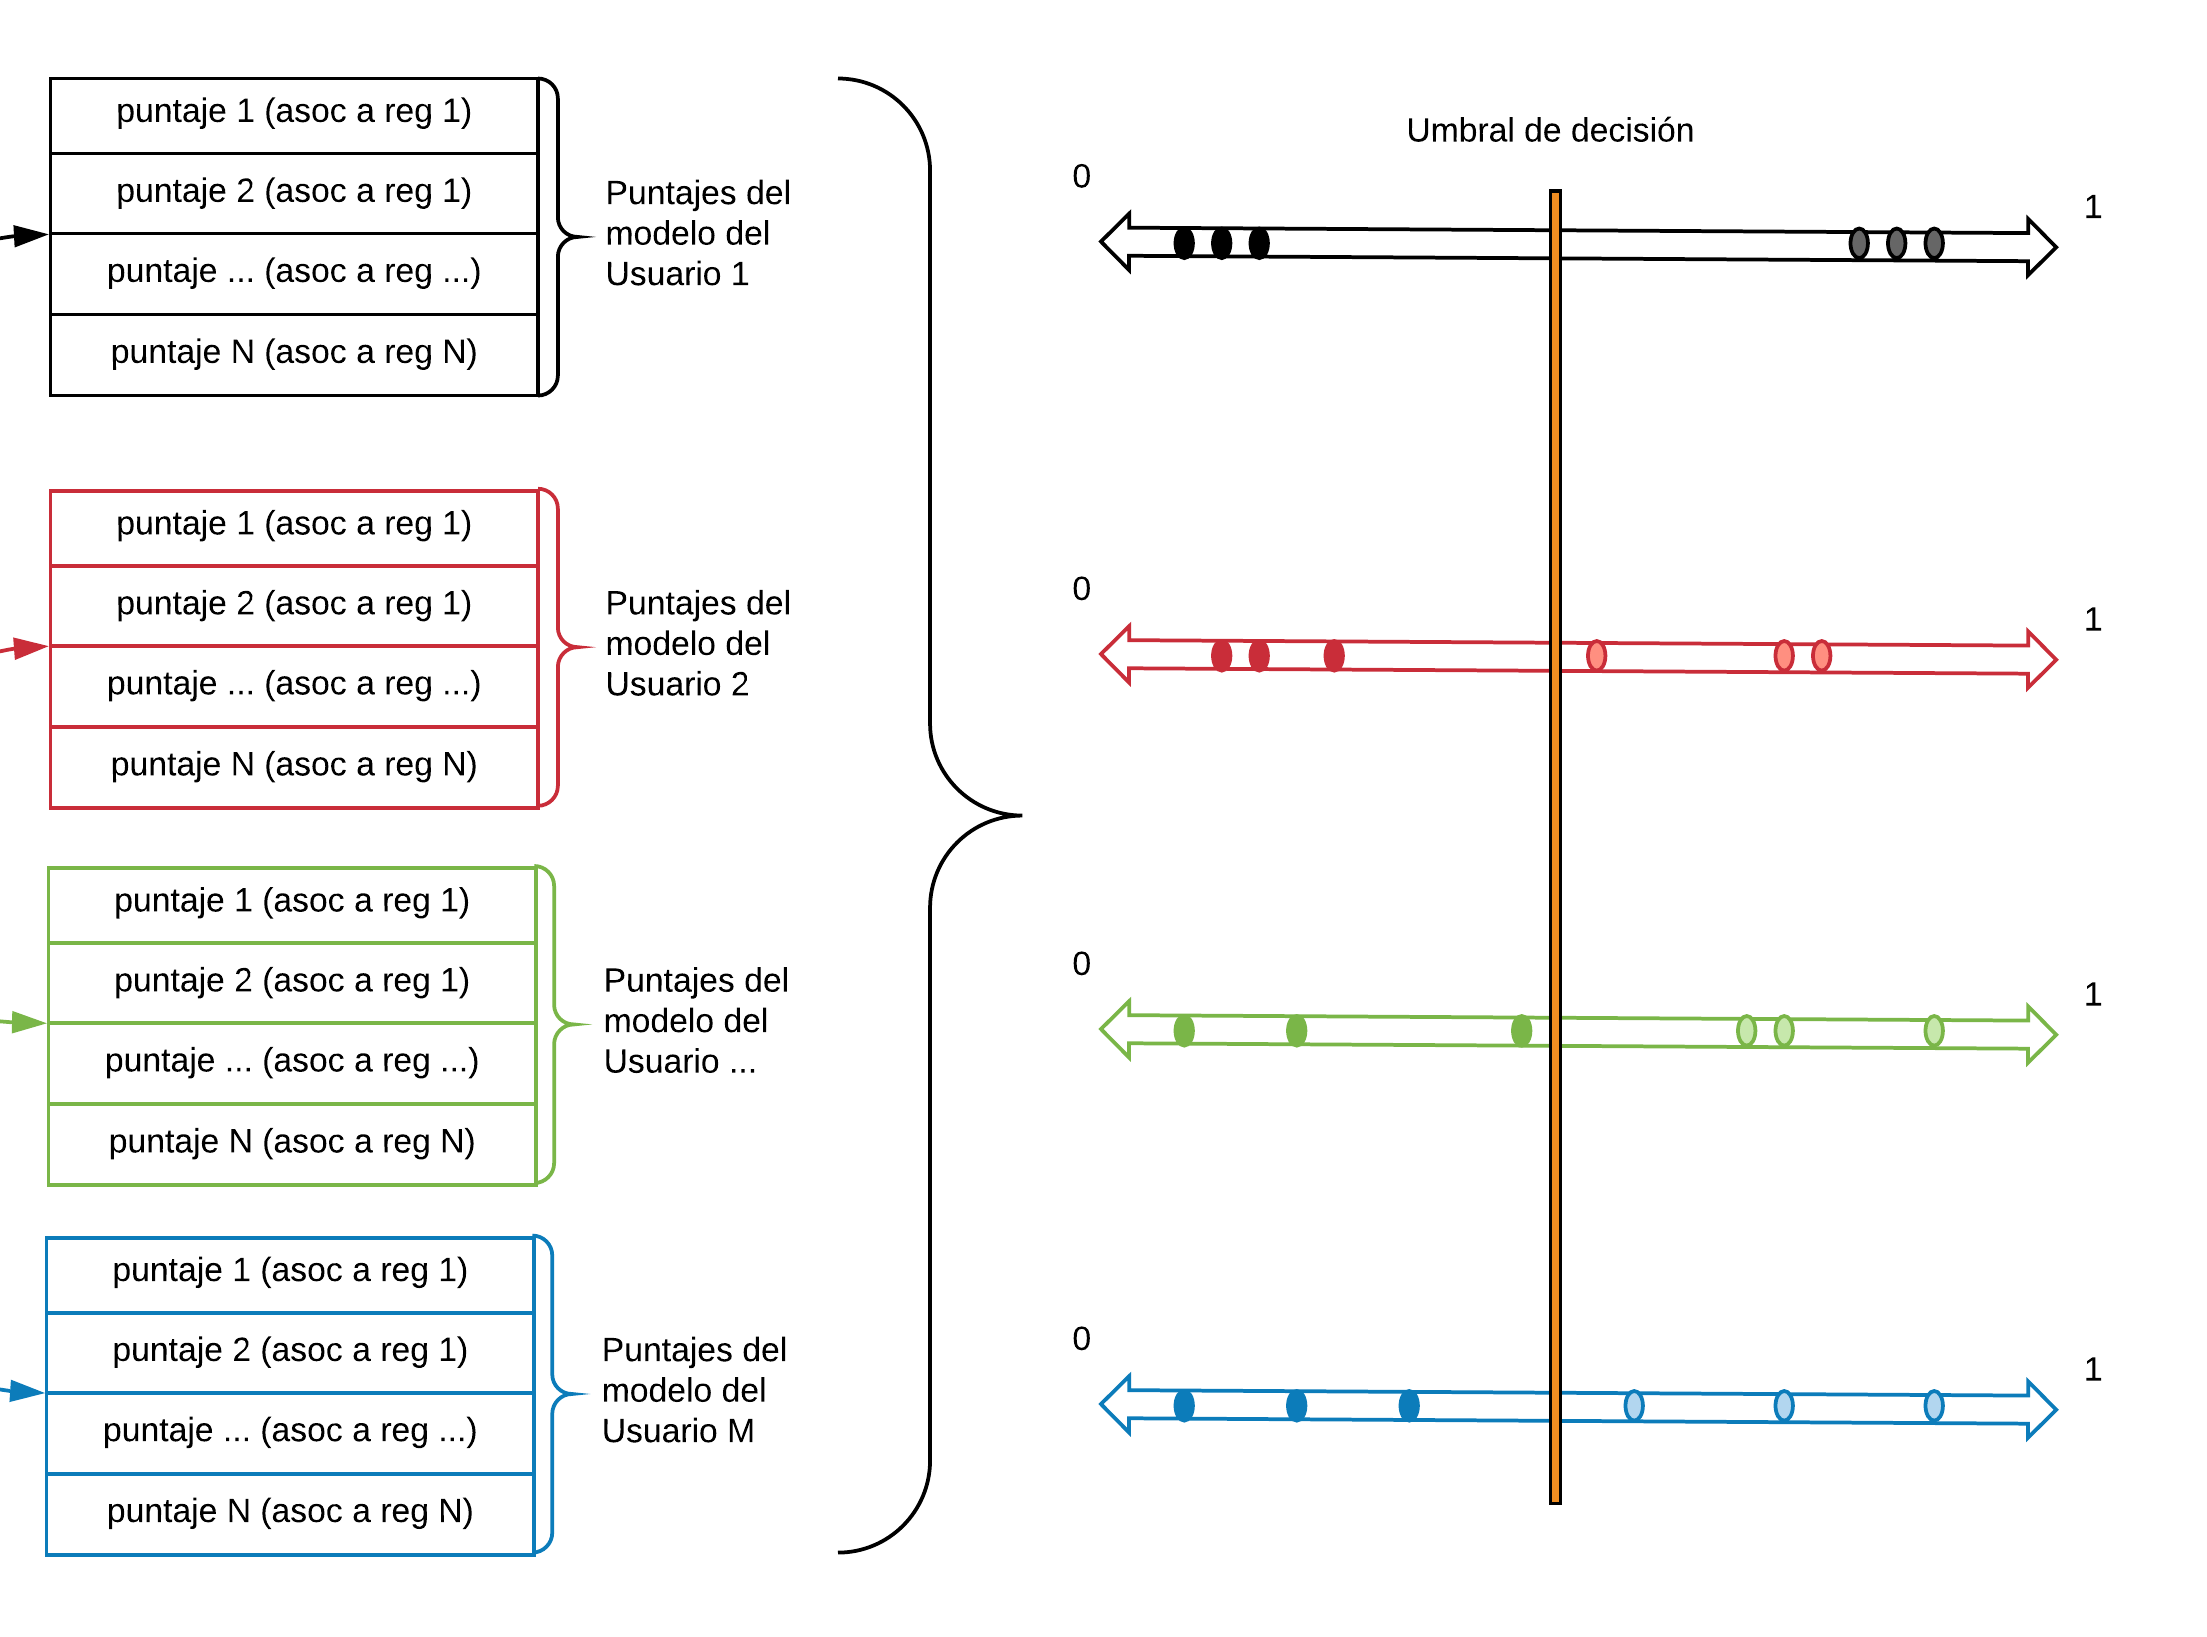 puntaje 1 (asoc a reg 1)
puntaje 2 (asoc a reg 1)
puntaje ... (asoc a reg ...)
puntaje N (asoc a reg N)
Puntajes del
modelo del
Usuario 1
puntaje 1 (asoc a reg 1)
puntaje 2 (asoc a reg 1)
puntaje ... (asoc a reg ...)
puntaje N (asoc a reg N)
Puntajes del
modelo del
Usuario 2
puntaje 1 (asoc a reg 1)
puntaje 2 (asoc a reg 1)
puntaje ... (asoc a reg ...)
puntaje N (asoc a reg N)
Puntajes del
modelo del
Usuario ...
puntaje 1 (asoc a reg 1)
puntaje 2 (asoc a reg 1)
puntaje ... (asoc a reg ...)
puntaje N (asoc a reg N)
Puntajes del
modelo del
Usuario M
Umbral de decisión
0
1
0
1
0
1
0
1